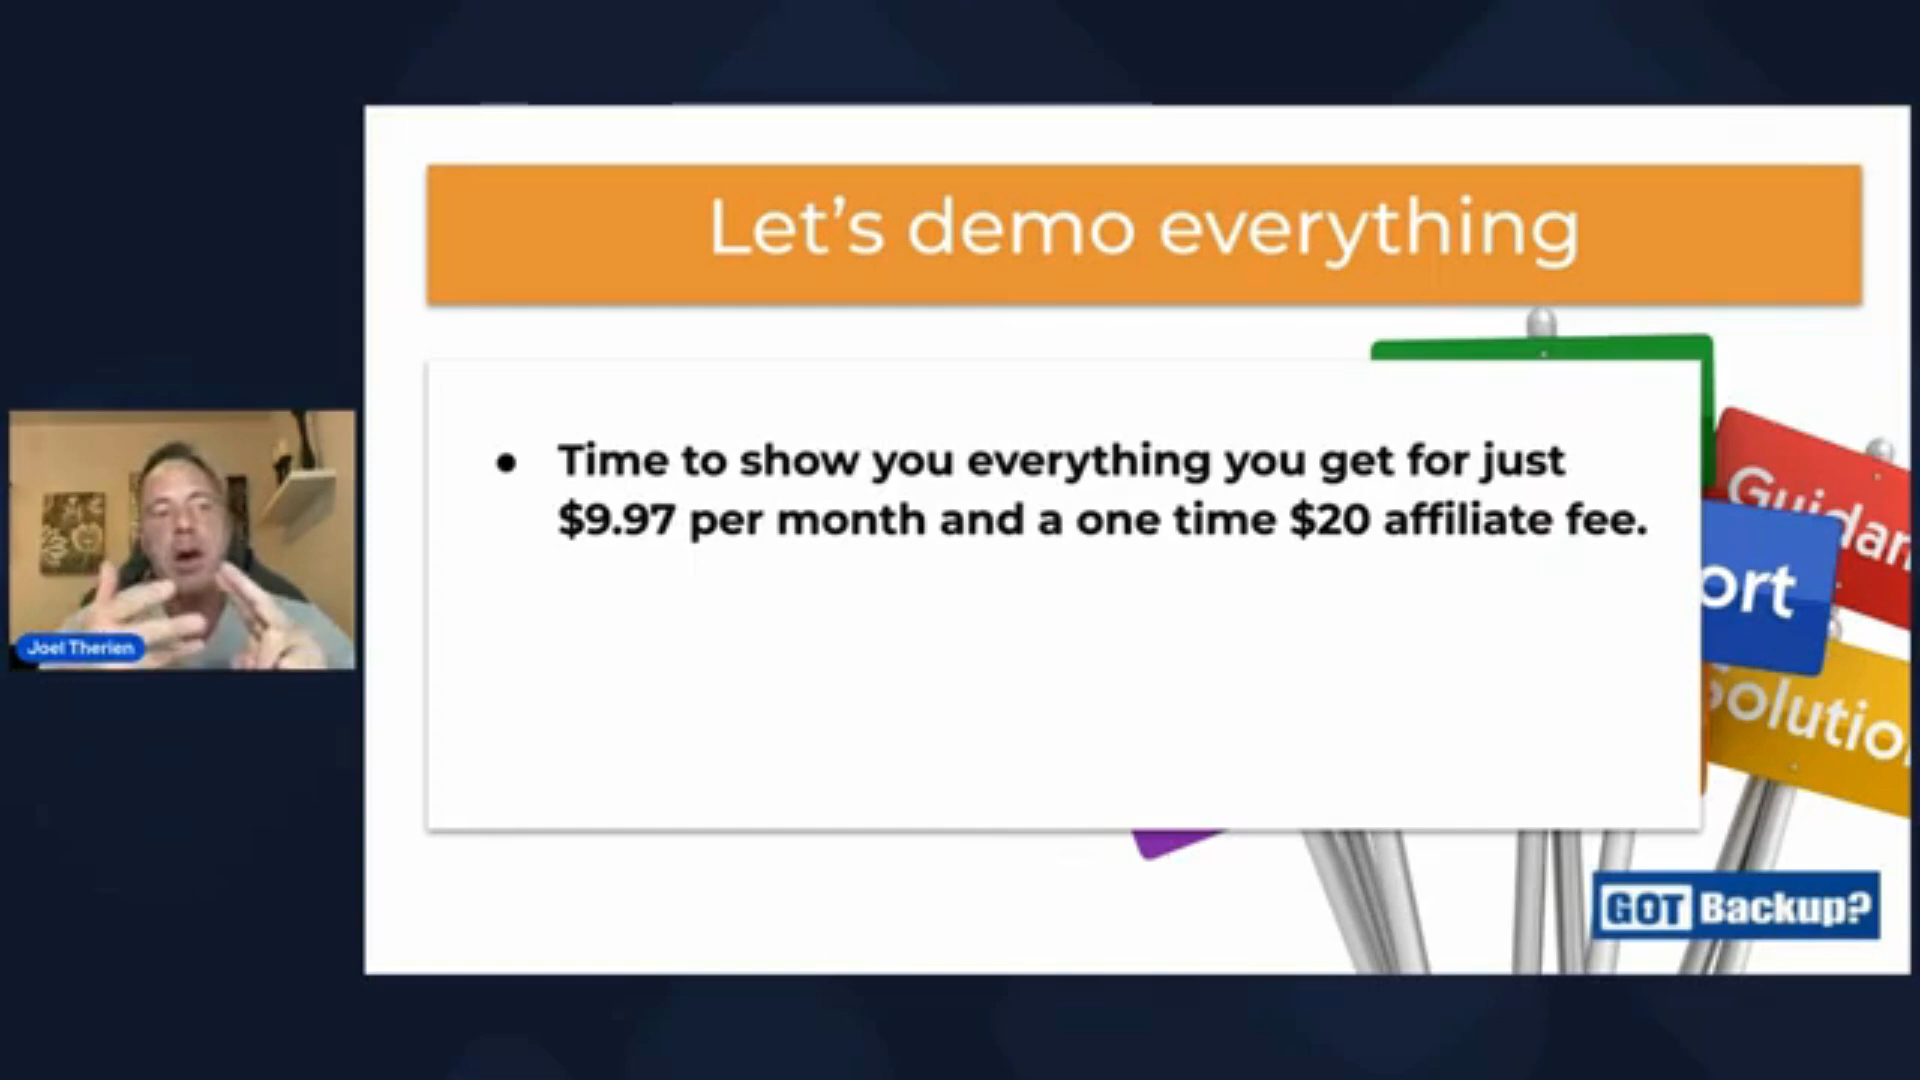 Let's demo everything
● Time to show you everything you get for just
$9.97 per month and a one time $20 affiliate fee.
ort
Joel Therien
GOT Backup?